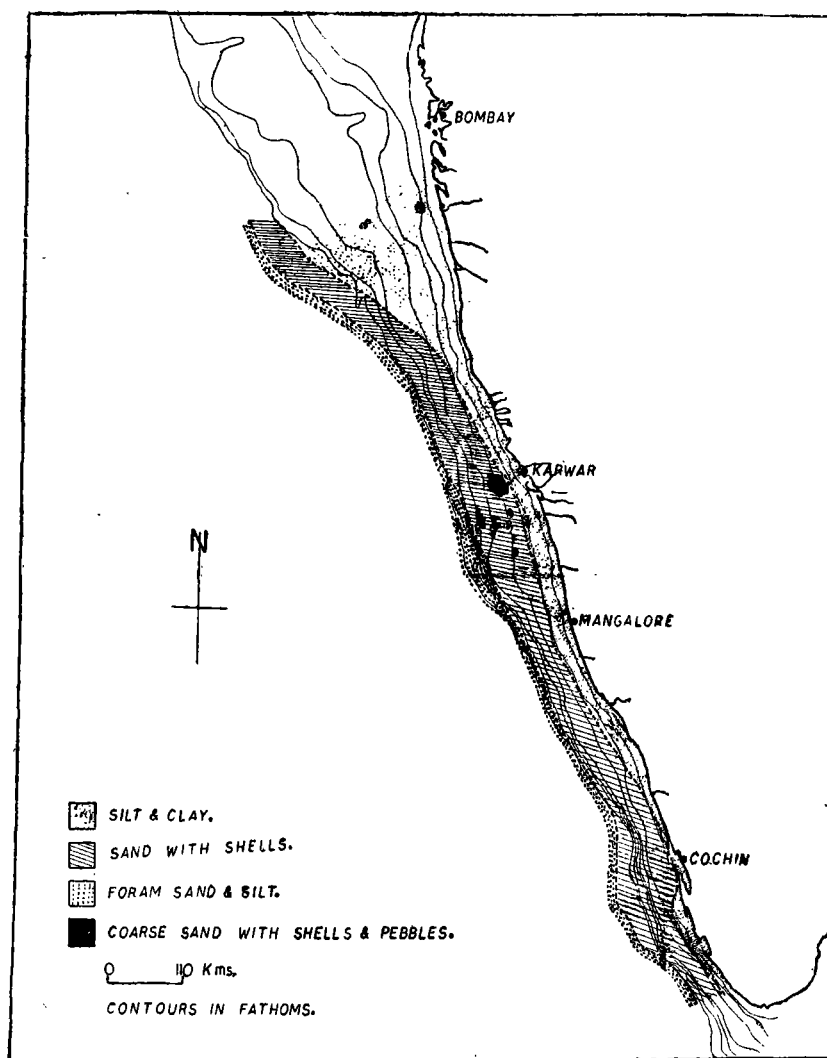 BOMBAY
KARWAR
N
MANGALORE
SILT & CLAY.
SAND WITH SHELLS.
COCHIN
FORAM SAND & SILT.
COARSE SAND WITH SHELLS & PEBBLES.
0 110 Kms.
CONTOURS IN FATHOMS.